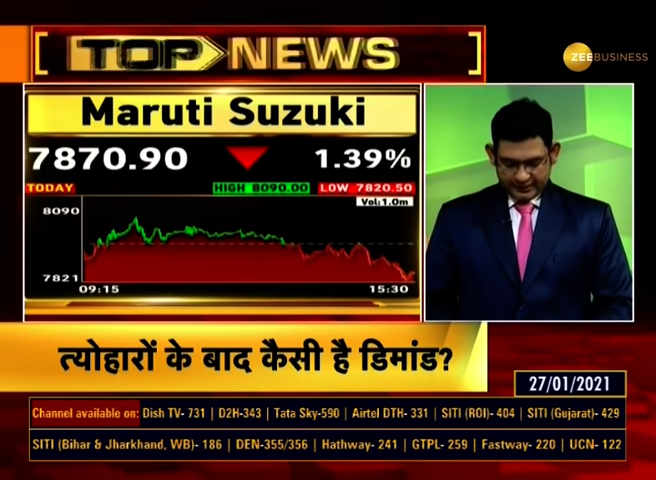 TOP NEWS
ZEE BUSINESS
Maruti Suzuki
7870.90 1.39%
TODAY HIGH 8090.00 LOW 7820.50
Vol:1.0m
8090
7821
09:15 15:30
त्योहारों के बाद कैसी है डिमांड?
27/01/2021
Channel available on: Dish TV- 731 | D2H-343 | Tata Sky-590 | Airtel DTH- 331 | SITI (ROI)- 404 | SITI (Gujarat)- 429
SITI (Bihar & Jharkhand, WB)- 186 | DEN-355/356 | Hathway- 241 | GTPL- 259 | Fastway- 220 | UCN- 122